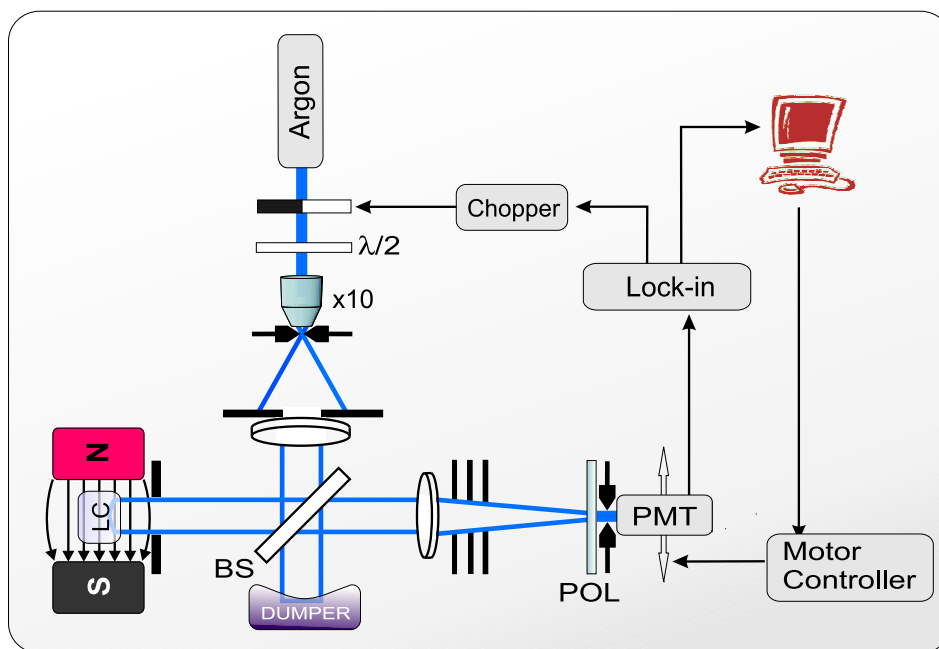 Argon
Chopper
λ/2
x10
Lock-in
N
LC
S
BS
DUMPER
POL
PMT
Motor
Controller